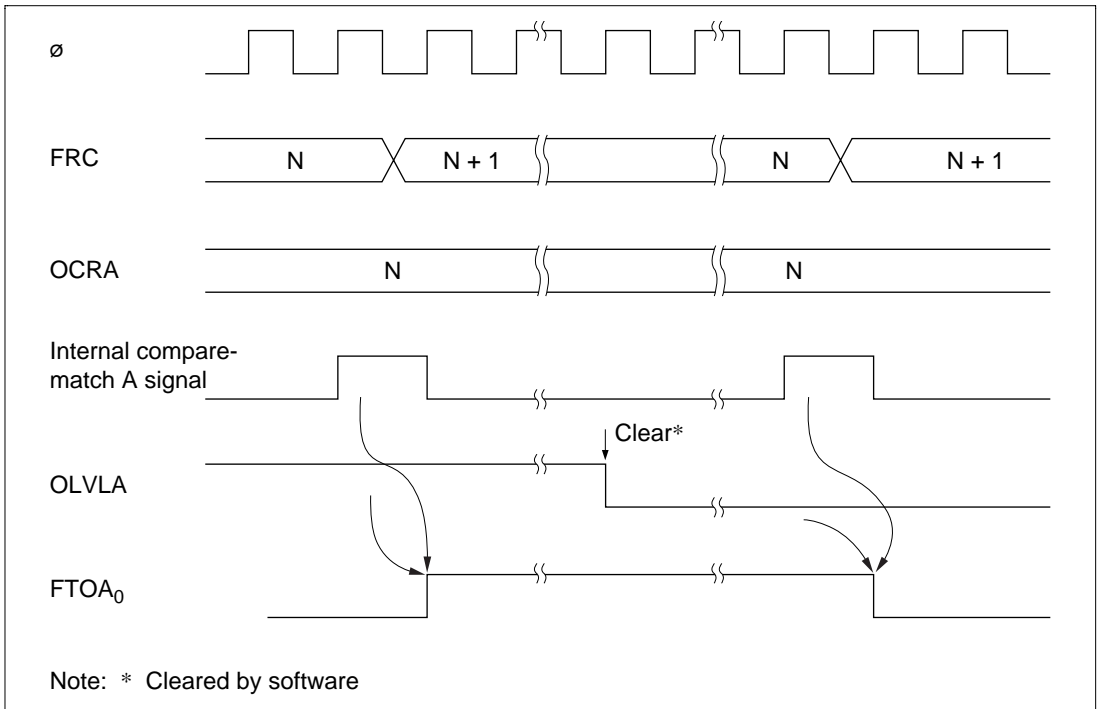 ø
FRC
N
N + 1
N
N + 1
OCRA
N
N
Internal compare-
match A signal
Clear*
OLVLA
FTOA₀
Note: * Cleared by software